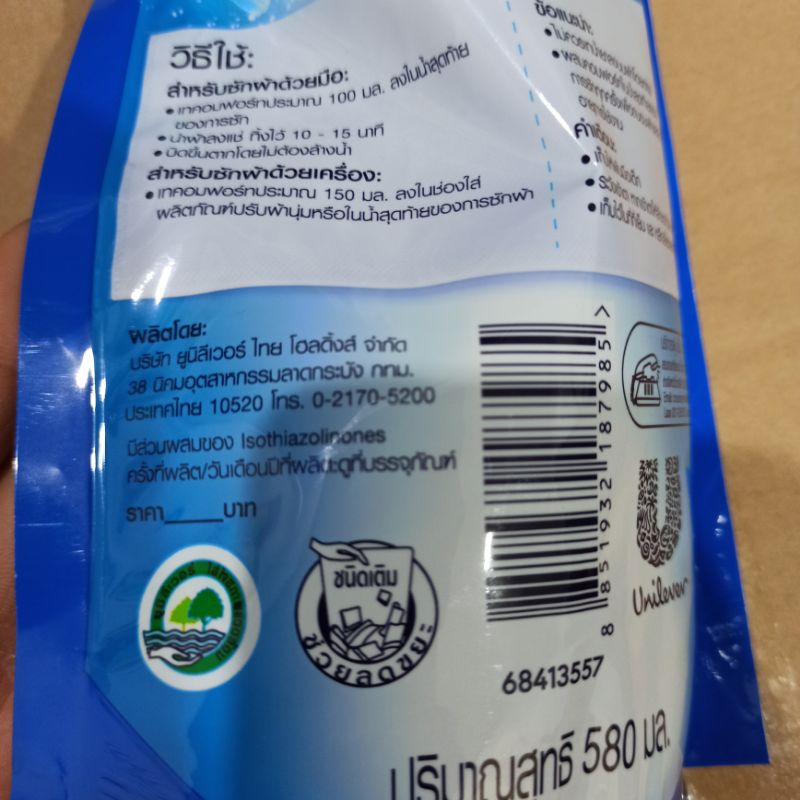 วิธีใช้:
สำหรับซักผ้าด้วยมือ:
• เทคอมฟอร์ทประมาณ 100 มล. ลงในน้ำสุดท้าย
ของการซัก
• นำผ้าลงแช่ ทิ้งไว้ 10 - 15 นาที
• บิดขึ้นตากโดยไม่ต้องล้างน้ำ
สำหรับซักผ้าด้วยเครื่อง:
• เทคอมฟอร์ทประมาณ 150 มล. ลงในช่องใส่
ผลิตภัณฑ์ปรับผ้านุ่มหรือในน้ำสุดท้ายของการซักผ้า
ข้อแนะนำ:
คำเตือน:
• เก็บให้พ้นมือเด็ก
ผลิตโดย:
บริษัท ยูนิลีเวอร์ ไทย โฮลดิ้งส์ จำกัด
38 นิคมอุตสาหกรรมลาดกระบัง กทม.
ประเทศไทย 10520 โทร. 0-2170-5200
มีส่วนผสมของ Isothiazolinones
ครั้งที่ผลิต/วันเดือนปีที่ผลิตดูที่บรรจุภัณฑ์
ราคา_____บาท
ชนิดเติม
ช่วยลดขยะ
8 851932 187985 >
68413557
Unilever
ปริมาณสุทธิ 580 มล.